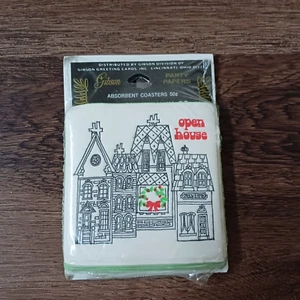 DISTRIBUTED BY GIBSON DIVISION OF
GIBSON GREETING CARDS, INC. CINCINNATI, OHIO
Gibson
PARTY
PAPERS
ABSORBENT COASTERS 50¢
open
house